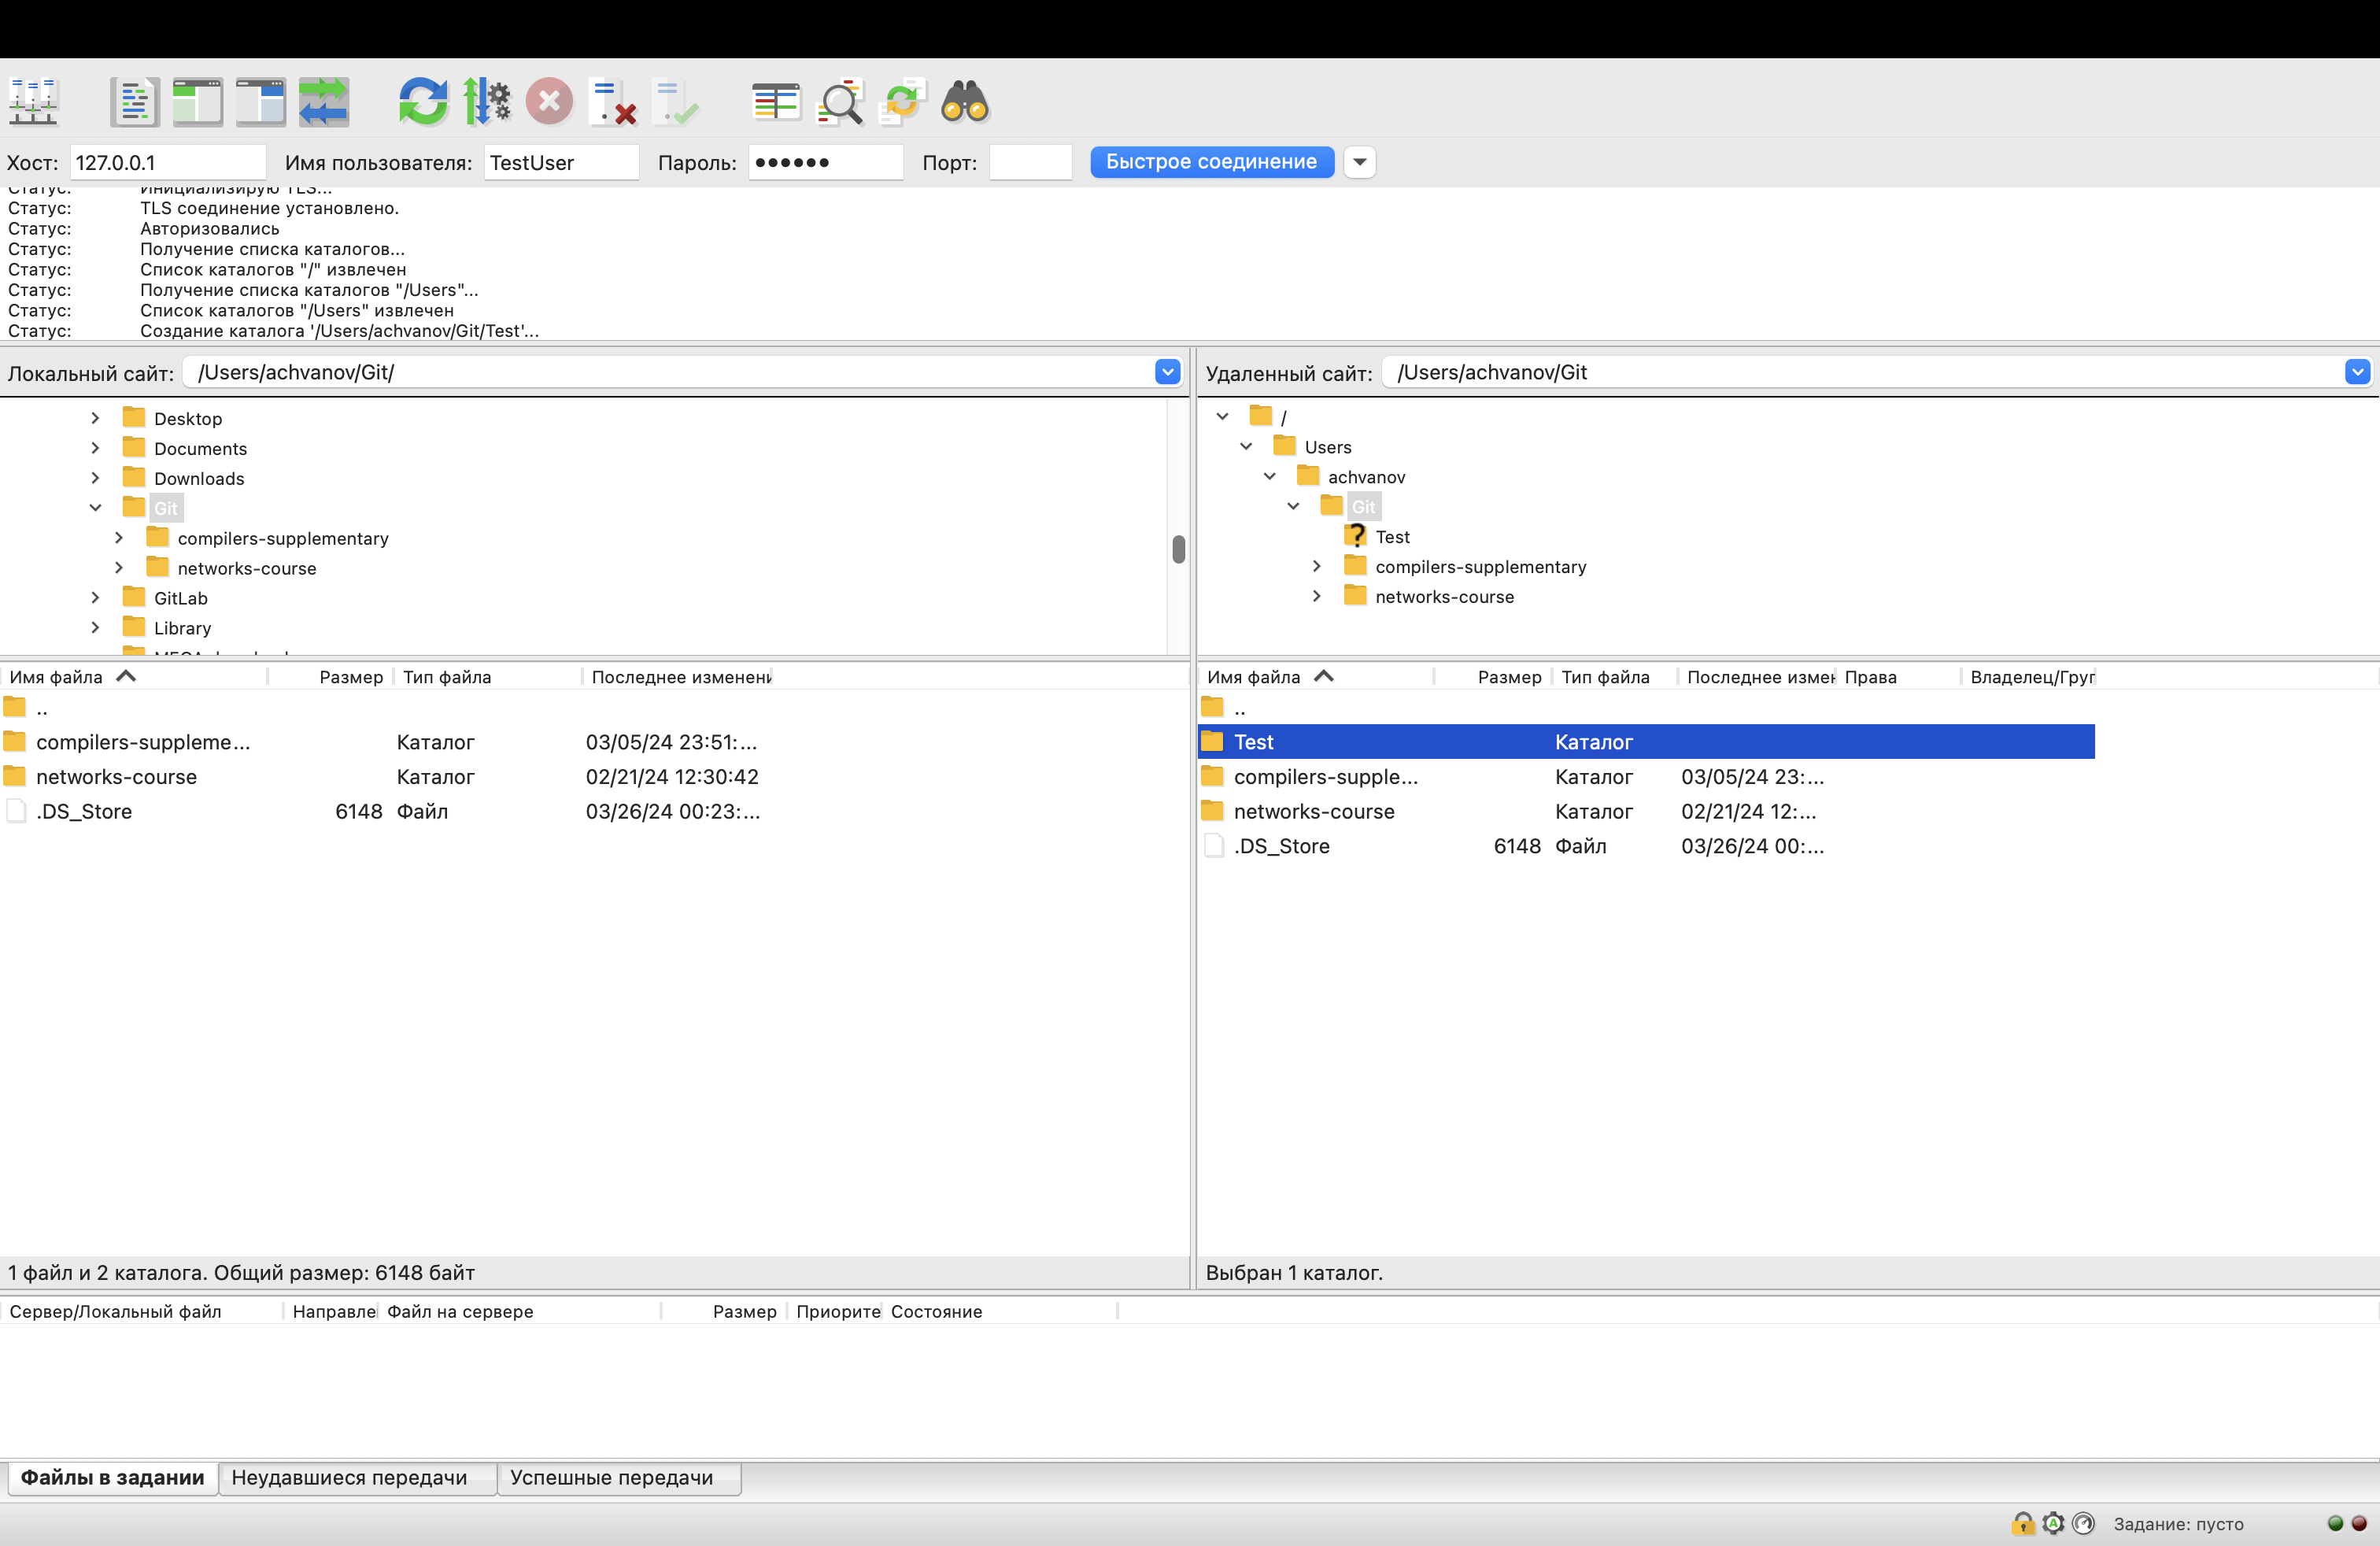 Хост: 127.0.0.1 Имя пользователя: TestUser Пароль: •••••• Порт: Быстрое соединение
Статус: Инициализирую TLS...
Статус: TLS соединение установлено.
Статус: Авторизовались
Статус: Получение списка каталогов...
Статус: Список каталогов "/" извлечен
Статус: Получение списка каталогов "/Users"...
Статус: Список каталогов "/Users" извлечен
Статус: Создание каталога '/Users/achvanov/Git/Test'...
Локальный сайт: /Users/achvanov/Git/
Desktop
Documents
Downloads
Git
compilers-supplementary
networks-course
GitLab
Library
Имя файла Размер Тип файла Последнее изменени
..
compilers-suppleme... Каталог 03/05/24 23:51:...
networks-course Каталог 02/21/24 12:30:42
.DS_Store 6148 Файл 03/26/24 00:23:...
1 файл и 2 каталога. Общий размер: 6148 байт
Удаленный сайт: /Users/achvanov/Git
/
Users
achvanov
Git
? Test
compilers-supplementary
networks-course
Имя файла Размер Тип файла Последнее измен Права Владелец/Груп
..
Test Каталог
compilers-supple... Каталог 03/05/24 23:...
networks-course Каталог 02/21/24 12:...
.DS_Store 6148 Файл 03/26/24 00:...
Выбран 1 каталог.
Сервер/Локальный файл Направле Файл на сервере Размер Приорите Состояние
Файлы в задании Неудавшиеся передачи Успешные передачи
Задание: пусто